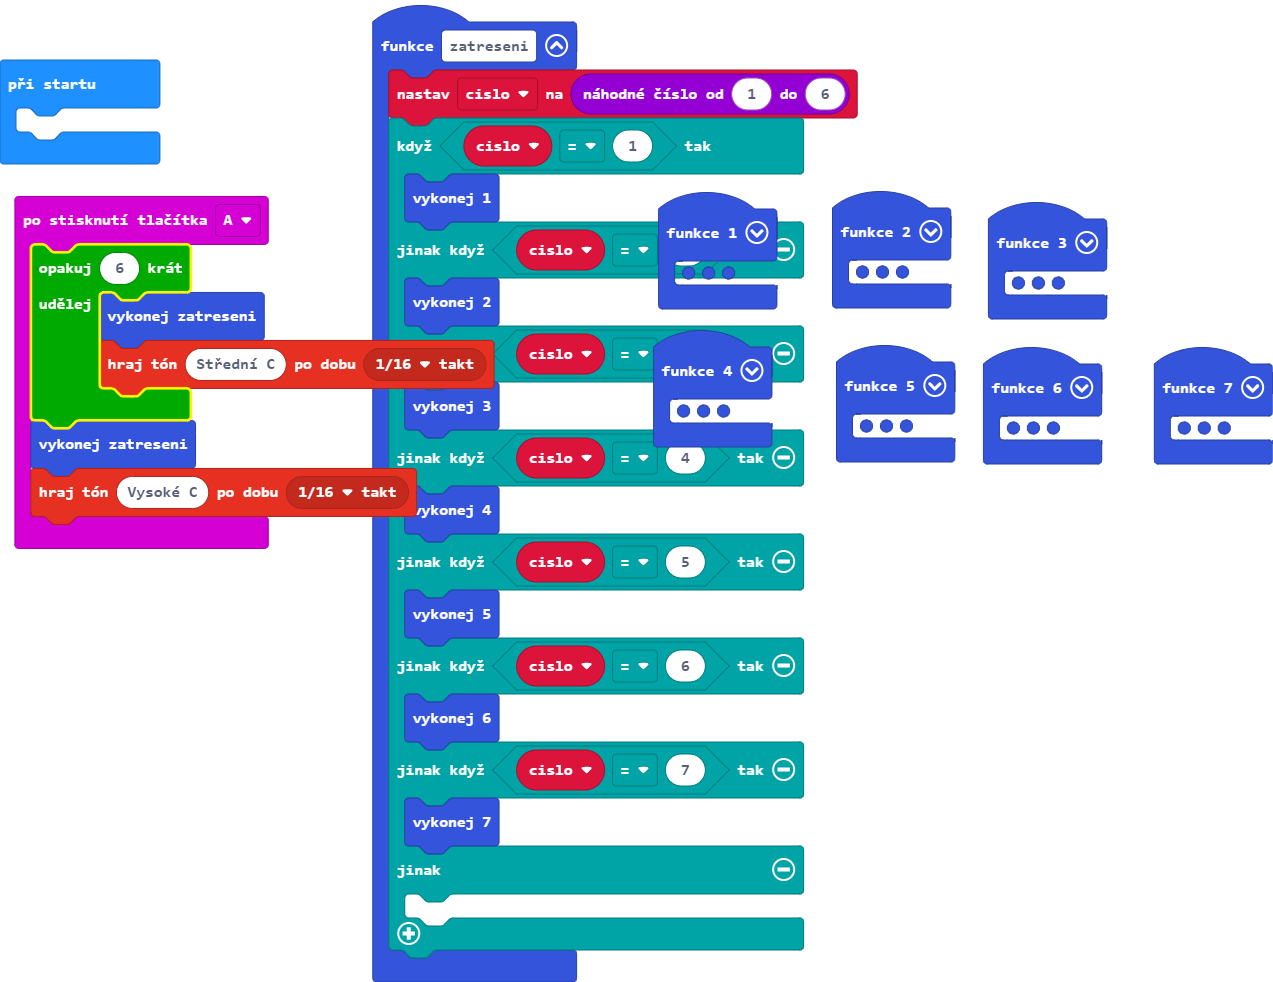 při startu
po stisknutí tlačítka A
opakuj 6 krát
udělej
vykonej zatreseni
hraj tón Střední C po dobu 1/16 takt
vykonej zatreseni
hraj tón Vysoké C po dobu 1/16 takt
funkce zatreseni
nastav cislo na náhodné číslo od 1 do 6
když cislo = 1 tak
vykonej 1
jinak když cislo =
vykonej 2
cislo =
vykonej 3
jinak když cislo = 4 tak
vykonej 4
jinak když cislo = 5 tak
vykonej 5
jinak když cislo = 6 tak
vykonej 6
jinak když cislo = 7 tak
vykonej 7
jinak
funkce 1
funkce 2
funkce 3
funkce 4
funkce 5
funkce 6
funkce 7